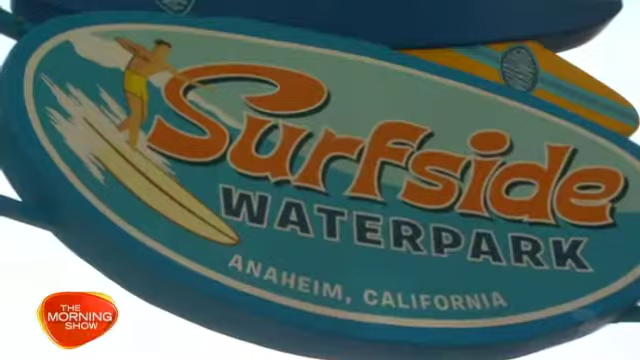 Surfside
WATERPARK
ANAHEIM, CALIFORNIA
THE
MORNING
SHOW